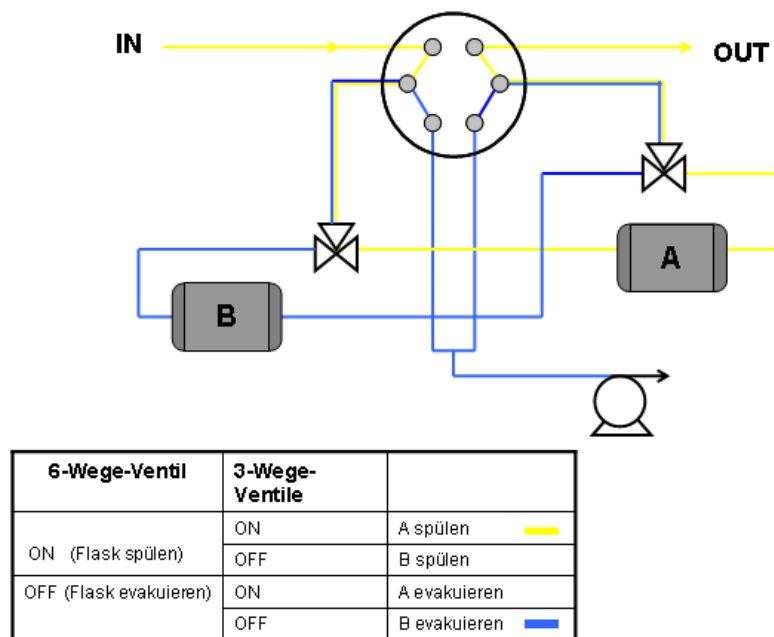 IN
OUT
A
B
6-Wege-Ventil
3-Wege-
Ventile
ON (Flask spülen)
ON
A spülen
OFF
B spülen
OFF (Flask evakuieren)
ON
A evakuieren
OFF
B evakuieren